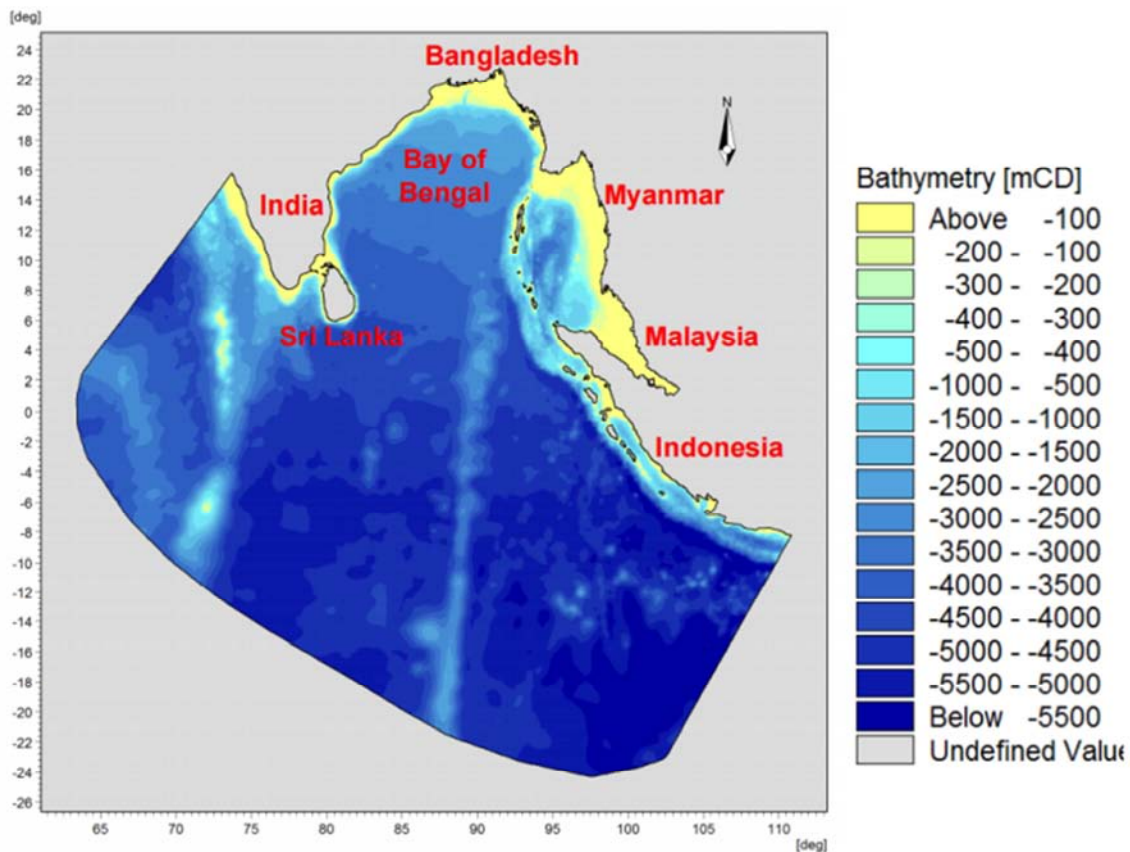 [deg]
24
22
20
18
16
14
12
10
8
6
4
2
0
-2
-4
-6
-8
-10
-12
-14
-16
-18
-20
-22
-24
-26
Bangladesh
N
Bay of
Bengal
India
Myanmar
Sri Lanka
Malaysia
Indonesia
65 70 75 80 85 90 95 100 105 110
[deg]
Bathymetry [mCD]
Above -100
-200 - -100
-300 - -200
-400 - -300
-500 - -400
-1000 - -500
-1500 - -1000
-2000 - -1500
-2500 - -2000
-3000 - -2500
-3500 - -3000
-4000 - -3500
-4500 - -4000
-5000 - -4500
-5500 - -5000
Below -5500
Undefined Value